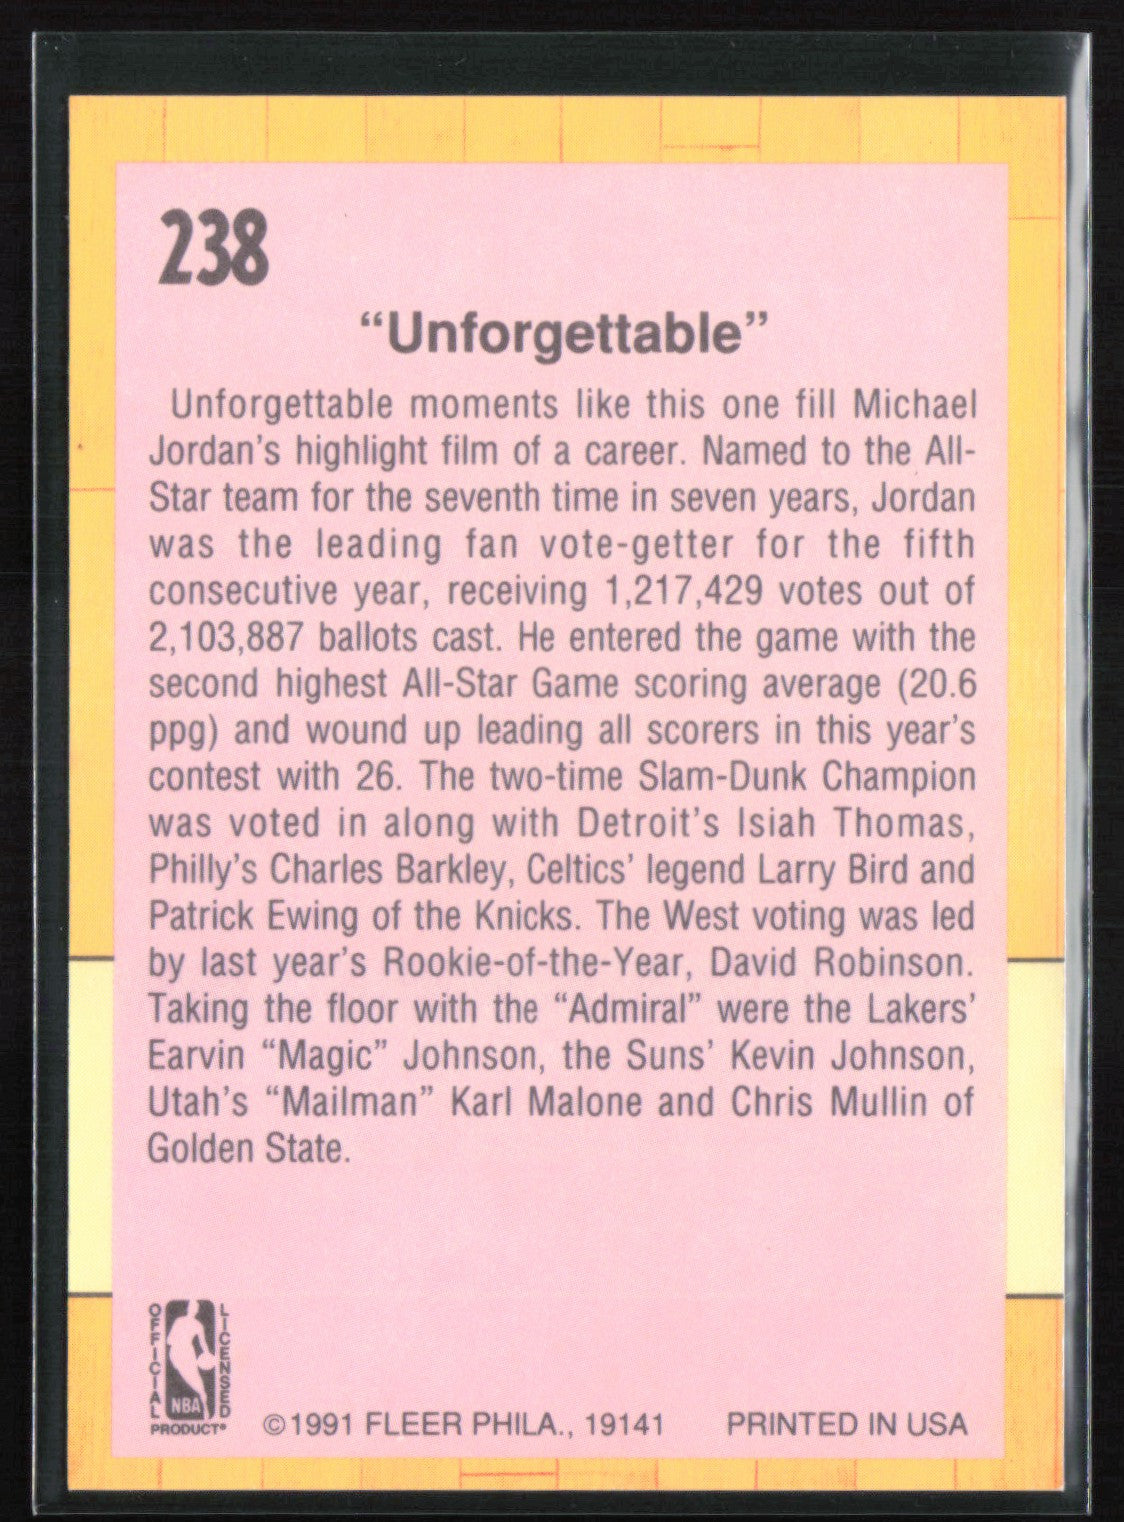 238
“Unforgettable”
Unforgettable moments like this one fill Michael
Jordan's highlight film of a career. Named to the All-
Star team for the seventh time in seven years, Jordan
was the leading fan vote-getter for the fifth
consecutive year, receiving 1,217,429 votes out of
2,103,887 ballots cast. He entered the game with the
second highest All-Star Game scoring average (20.6
ppg) and wound up leading all scorers in this year's
contest with 26. The two-time Slam-Dunk Champion
was voted in along with Detroit's Isiah Thomas,
Philly's Charles Barkley, Celtics' legend Larry Bird and
Patrick Ewing of the Knicks. The West voting was led
by last year's Rookie-of-the-Year, David Robinson.
Taking the floor with the “Admiral” were the Lakers'
Earvin “Magic” Johnson, the Suns' Kevin Johnson,
Utah's “Mailman” Karl Malone and Chris Mullin of
Golden State.
OFFICIAL
LICENSED
NBA
PRODUCT®
©1991 FLEER PHILA., 19141
PRINTED IN USA